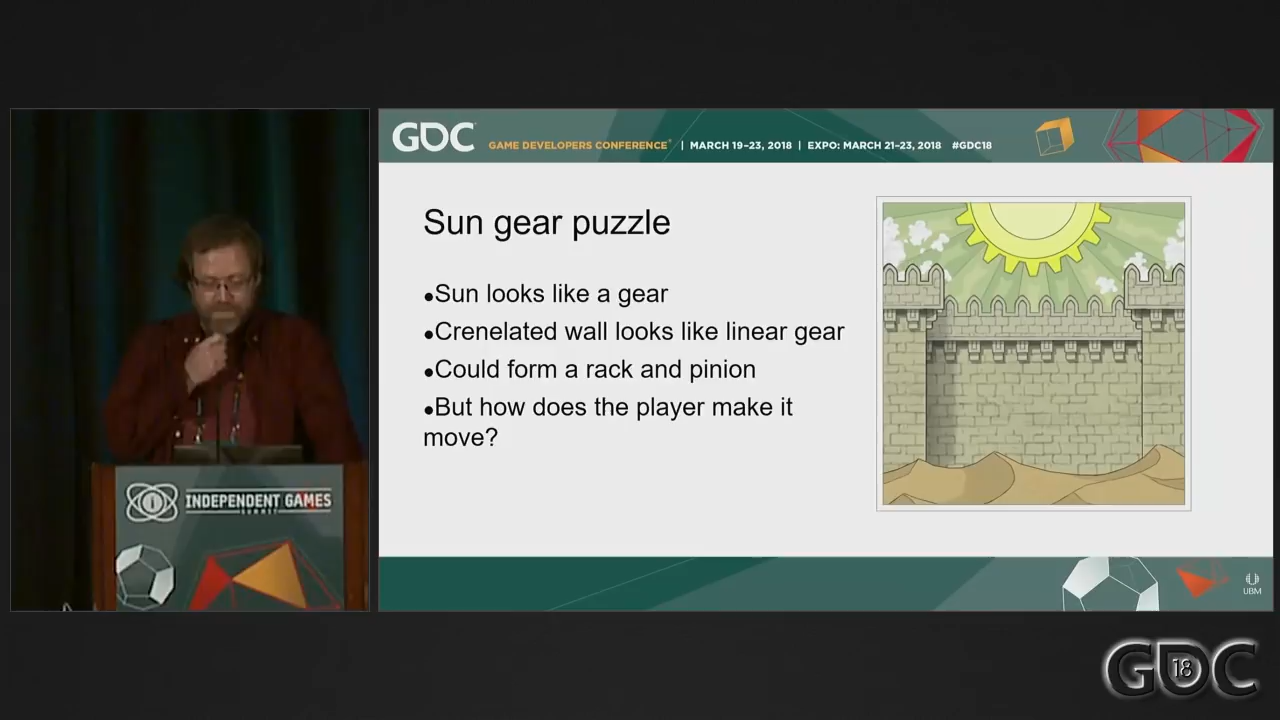 GDC GAME DEVELOPERS CONFERENCE® | MARCH 19–23, 2018 | EXPO: MARCH 21–23, 2018 #GDC18
Sun gear puzzle
●Sun looks like a gear
●Crenelated wall looks like linear gear
●Could form a rack and pinion
●But how does the player make it
move?
INDEPENDENT GAMES
SUMMIT
UBM
GDC
18